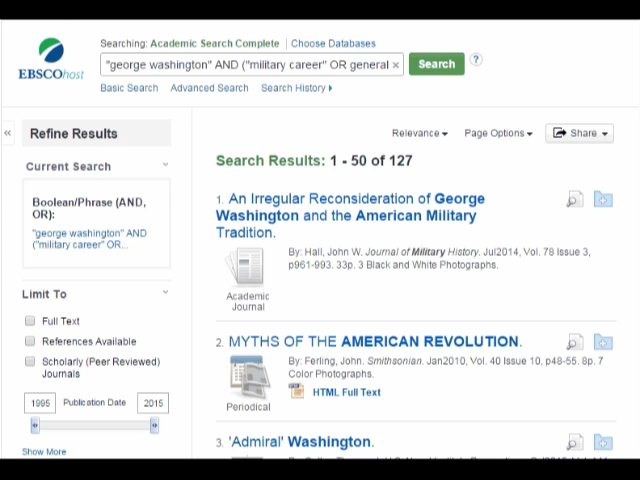 Searching: Academic Search Complete | Choose Databases
"george washington" AND ("military career" OR general ×
Search
?
EBSCOhost
Basic Search Advanced Search Search History
«
Refine Results
Relevance Page Options Share
Current Search
Search Results: 1 - 50 of 127
Boolean/Phrase (AND,
OR):
"george washington" AND
("military career" OR...
1. An Irregular Reconsideration of George
Washington and the American Military
Tradition.
By: Hall, John W. Journal of Military History. Jul2014, Vol. 78 Issue 3,
p961-993. 33p. 3 Black and White Photographs.
Academic
Journal
Limit To
Full Text
References Available
Scholarly (Peer Reviewed)
Journals
1995 Publication Date 2015
Show More
2. MYTHS OF THE AMERICAN REVOLUTION.
By: Ferling, John. Smithsonian. Jan2010, Vol. 40 Issue 10, p48-55. 8p. 7
Color Photographs.
HTML Full Text
Periodical
3. 'Admiral' Washington.